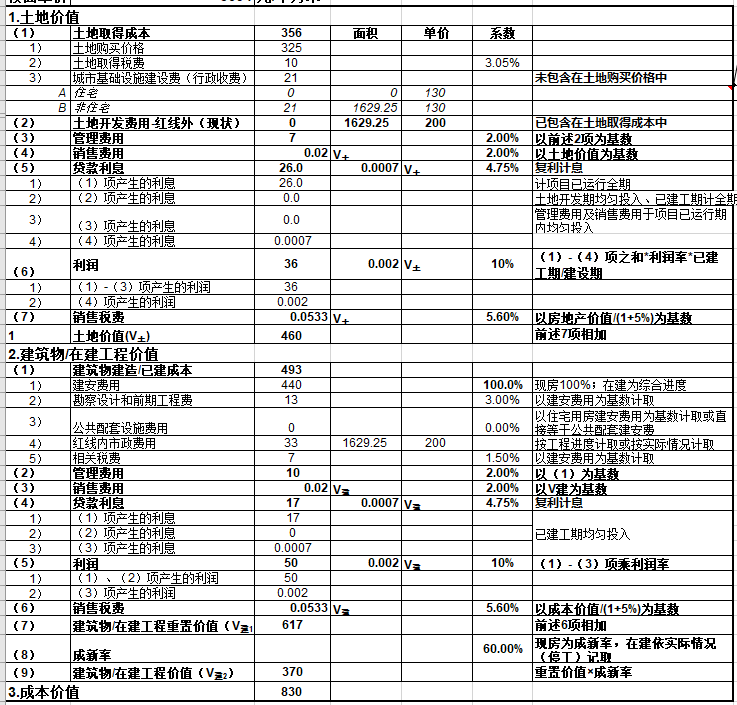 1.土地价值
（1） 土地取得成本 356 面积 单价 系数
1） 土地购买价格 325
2） 土地取得税费 10 3.05%
3） 城市基础设施建设费（行政收费） 21 未包含在土地购买价格中
A 住宅 0 0 130
B 非住宅 21 1629.25 130
（2） 土地开发费用-红线外（现状） 0 1629.25 200 已包含在土地取得成本中
（3） 管理费用 7 2.00% 以前述2项为基数
（4） 销售费用 0.02 V土 2.00% 以土地价值为基数
（5） 贷款利息 26.0 0.0007 V土 4.75% 复利计息
1） （1）项产生的利息 26.0 计项目已运行全期
2） （2）项产生的利息 0.0 土地开发期均匀投入、已建工期计全期
3） （3）项产生的利息 0.0 管理费用及销售费用于项目已运行期
内均匀投入
4） （4）项产生的利息 0.0007
（6） 利润 36 0.002 V土 10% （1）-（4）项之和*利润率*已建
工期/建设期
1） （1）-（3）项产生的利润 36
2） （4）项产生的利润 0.002
（7） 销售税费 0.0533 V土 5.60% 以房地产价值/(1+5%)为基数
1 土地价值(V土) 460 前述7项相加
2.建筑物/在建工程价值
（1） 建筑物建造/已建成本 493
1） 建安费用 440 100.0% 现房100%；在建为综合进度
2） 勘察设计和前期工程费 13 3.00% 以建安费用为基数计取
3） 公共配套设施费用 0 0.00% 以住宅用房建安费用为基数计取或直
接等于公共配套建安费
4） 红线内市政费用 33 1629.25 200 按工程进度计取或按实际情况计取
5） 相关税费 7 1.50% 以建安费用为基数计取
（2） 管理费用 10 2.00% 以（1）为基数
（3） 销售费用 0.02 V建 2.00% 以V建为基数
（4） 贷款利息 17 0.0007 V建 4.75% 复利计息
1） （1）项产生的利息 17
2） （2）项产生的利息 0 已建工期均匀投入
3） （3）项产生的利息 0.0007
（5） 利润 50 0.002 V建 10% （1）-（3）项乘利润率
1） （1）、（2）项产生的利润 50
2） （3）项产生的利润 0.002
（6） 销售税费 0.0533 V建 5.60% 以成本价值/(1+5%)为基数
（7） 建筑物/在建工程重置价值（V建1 617 前述6项相加
（8） 成新率 60.00% 现房为成新率，在建依实际情况
（停工）记取
（9） 建筑物/在建工程价值（V建2） 370 重置价值×成新率
3.成本价值 830